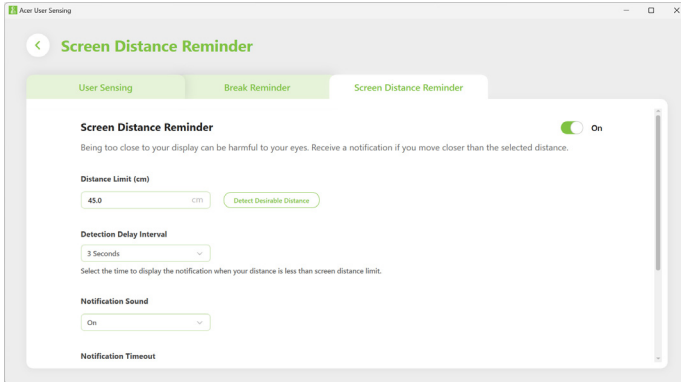 Acer User Sensing
Screen Distance Reminder
User Sensing
Break Reminder
Screen Distance Reminder
Screen Distance Reminder
On
Being too close to your display can be harmful to your eyes. Receive a notification if you move closer than the selected distance.
Distance Limit (cm)
45.0 cm
Detect Desirable Distance
Detection Delay Interval
3 Seconds
Select the time to display the notification when your distance is less than screen distance limit.
Notification Sound
On
Notification Timeout